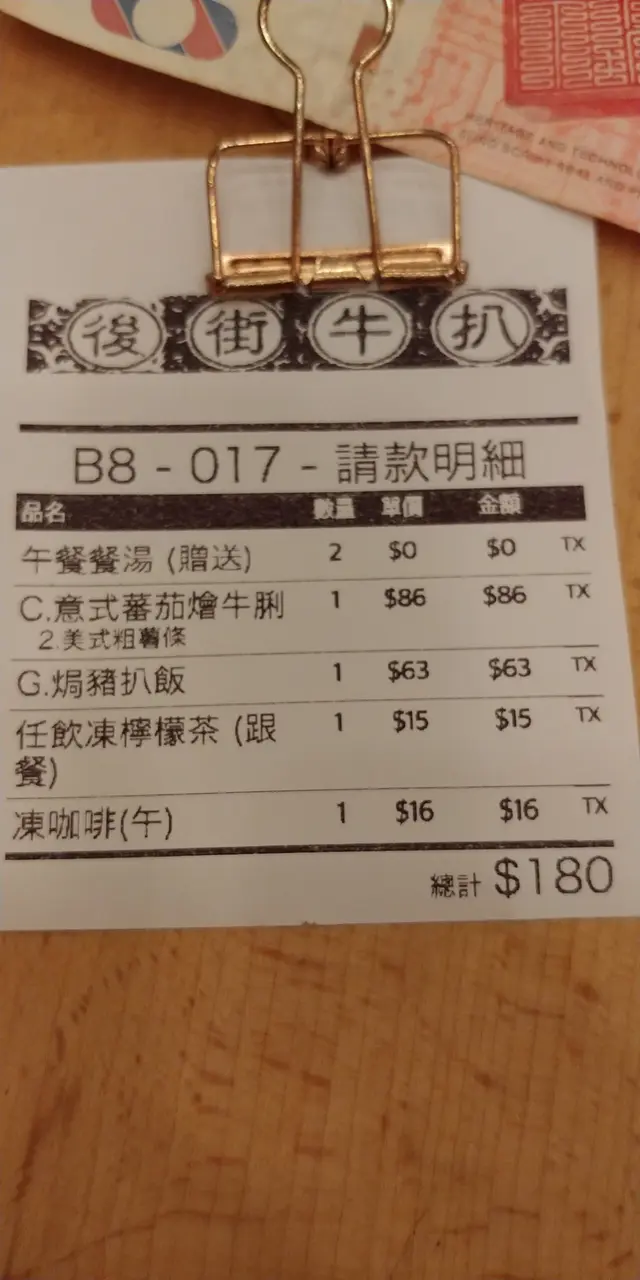 後街牛扒
B8 - 017 - 請款明細
品名 數量 單價 金額
午餐餐湯 (贈送) 2 $0 $0 TX
C.意式蕃茄燴牛脷 1 $86 $86 TX
2.美式粗薯條
G.焗豬扒飯 1 $63 $63 TX
任飲凍檸檬茶 (跟 1 $15 $15 TX
餐)
凍咖啡(午) 1 $16 $16 TX
總計 $180